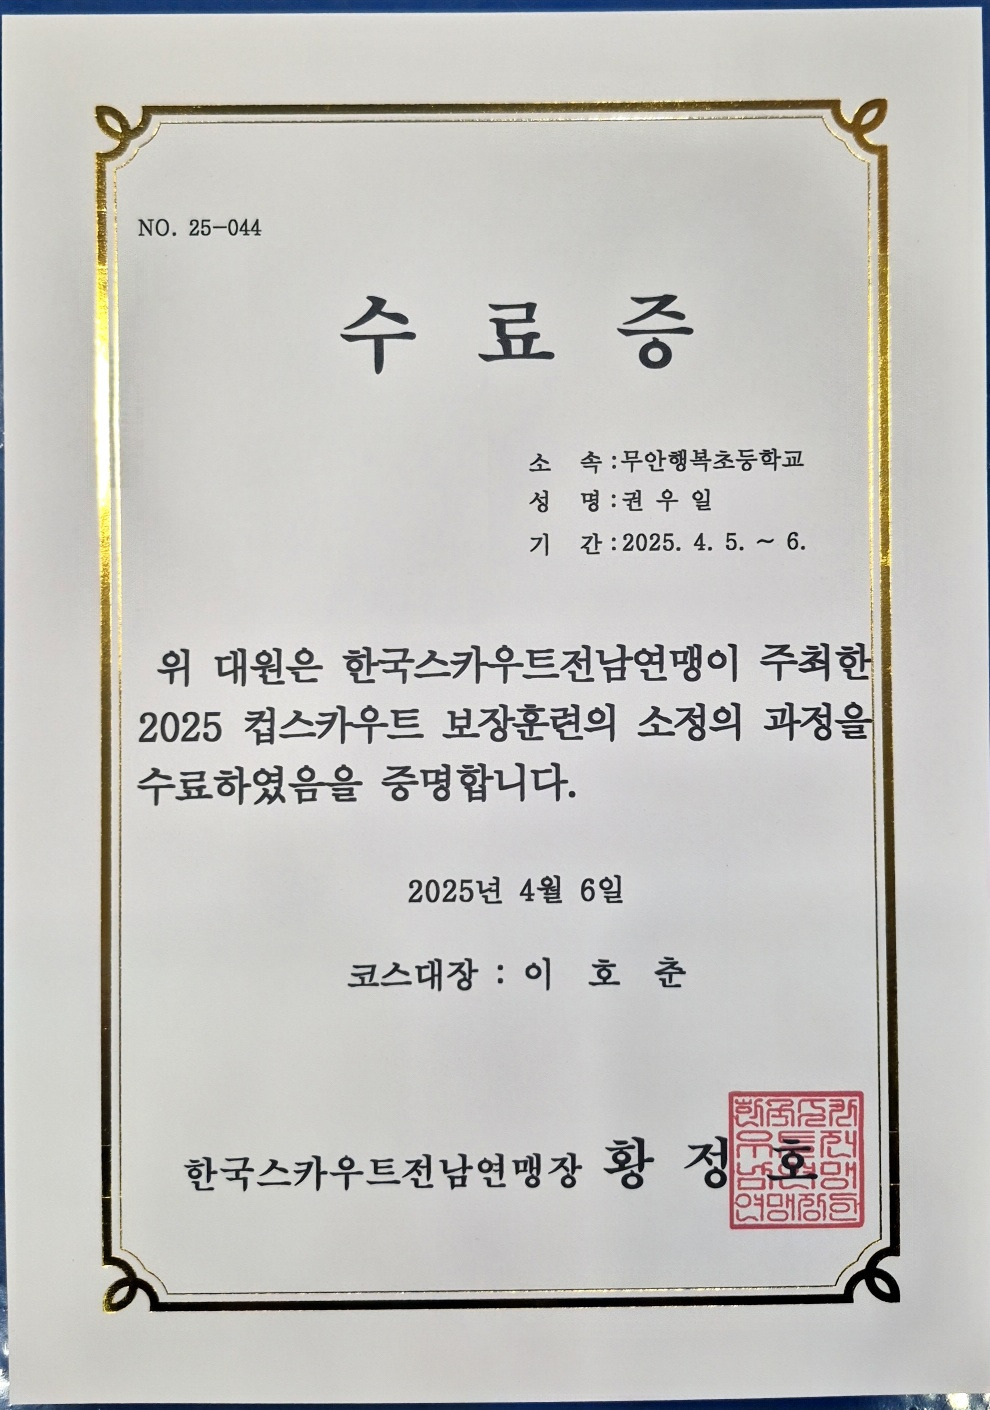 NO. 25-044
수 료 증
소 속 : 무안행복초등학교
성 명 : 권 우 일
기 간 : 2025. 4. 5. ~ 6.
위 대원은 한국스카우트전남연맹이 주최한
2025 컵스카우트 보장훈련의 소정의 과정을
수료하였음을 증명합니다.
2025년 4월 6일
코스대장 : 이 호 춘
한국스카우트전남연맹장 황 정 호